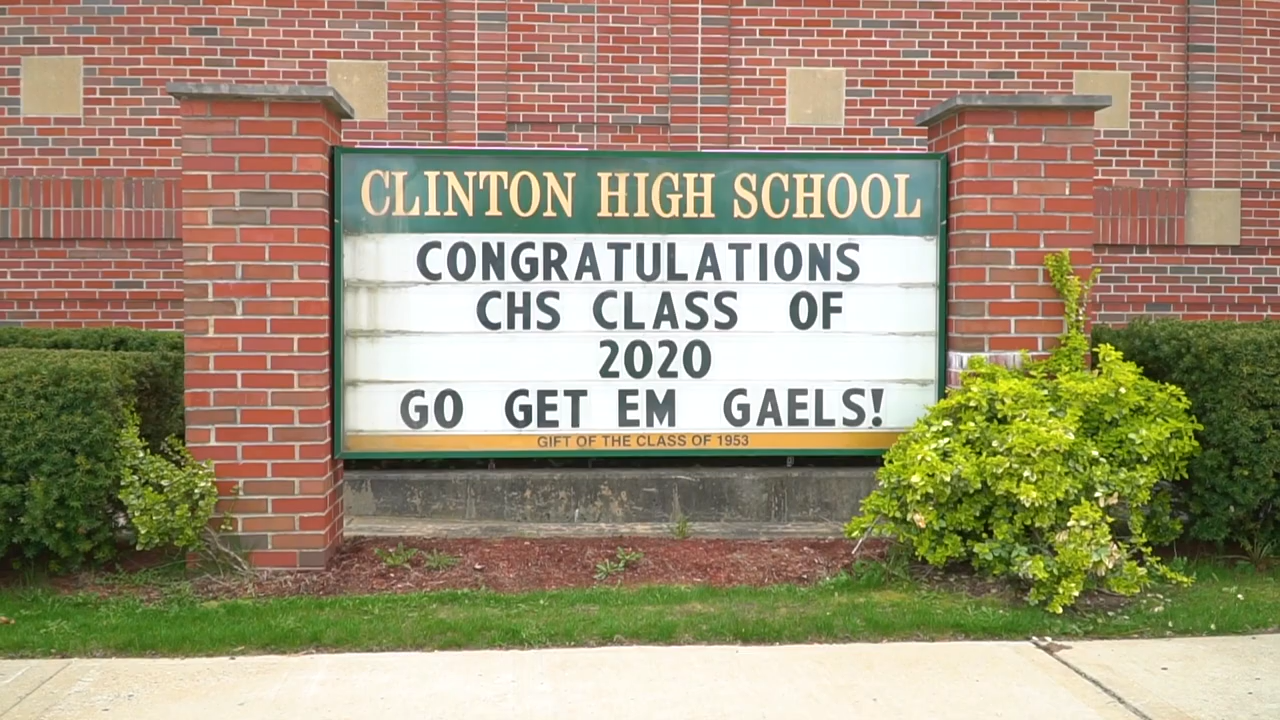 CLINTON HIGH SCHOOL
CONGRATULATIONS
CHS CLASS OF
2020
GO GET EM GAELS!
GIFT OF THE CLASS OF 1953